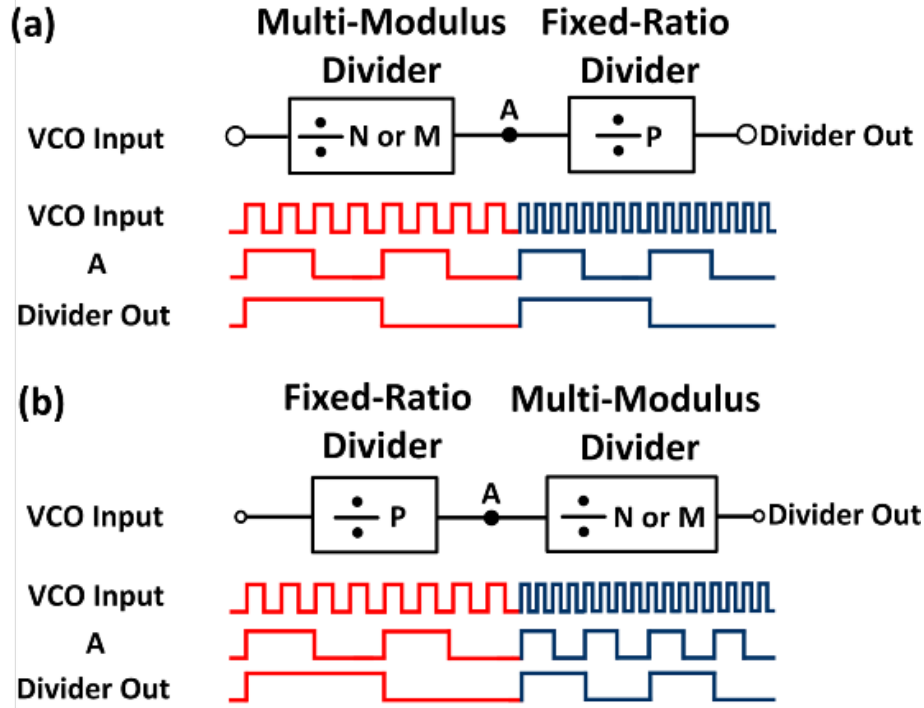 (a)
Multi-Modulus Divider
Fixed-Ratio Divider
VCO Input
÷ N or M
A
÷ P
Divider Out
VCO Input
A
Divider Out
(b)
Fixed-Ratio Divider
Multi-Modulus Divider
VCO Input
÷ P
A
÷ N or M
Divider Out
VCO Input
A
Divider Out